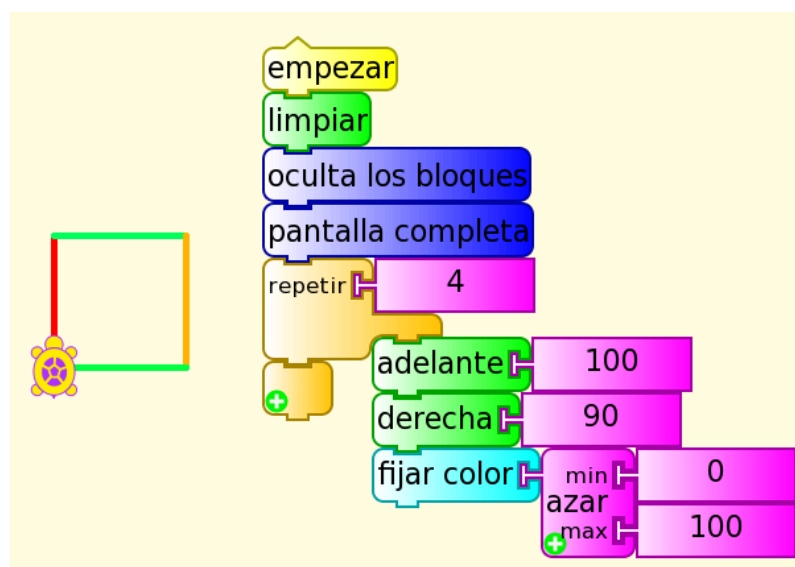 empezar
limpiar
oculta los bloques
pantalla completa
repetir 4
adelante 100
derecha 90
fijar color min 0
azar
max 100